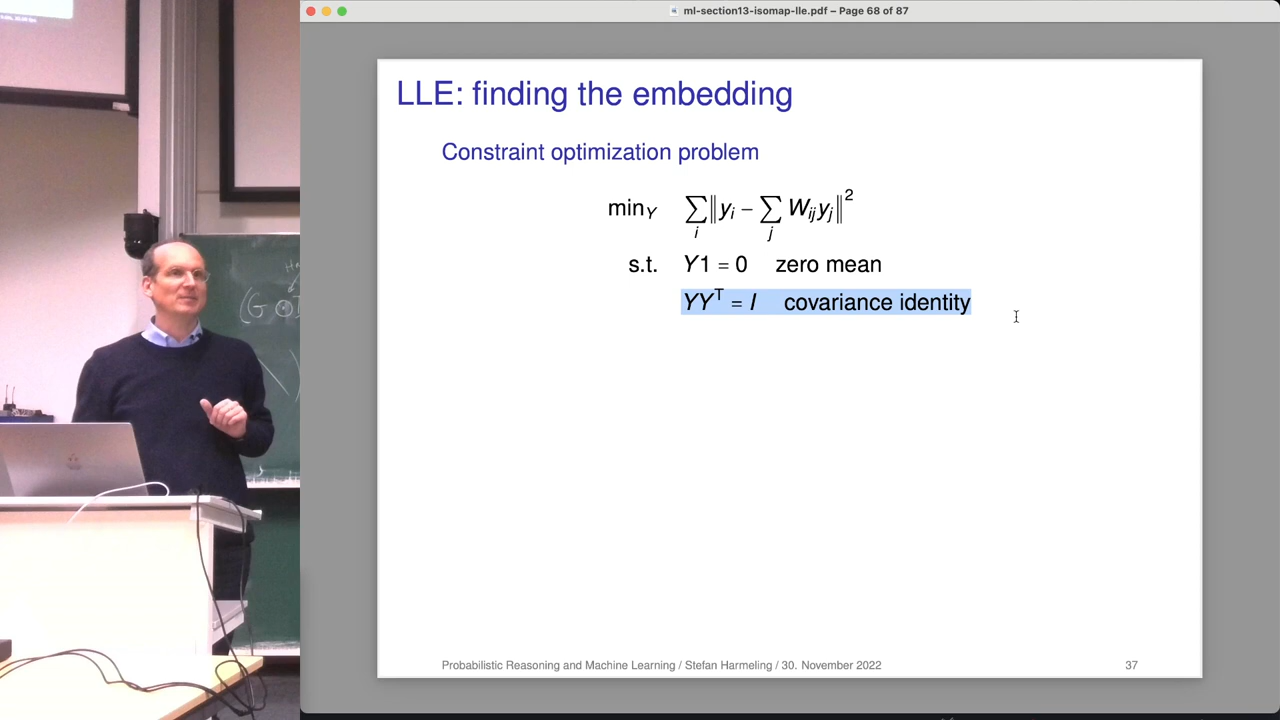 ml-section13-isomap-lle.pdf – Page 68 of 87
LLE: finding the embedding
Constraint optimization problem
min_Y ∑_i ‖y_i − ∑_j W_ij y_j‖²
s.t. Y1 = 0 zero mean
YYᵀ = I covariance identity
Probabilistic Reasoning and Machine Learning / Stefan Harmeling / 30. November 2022 37